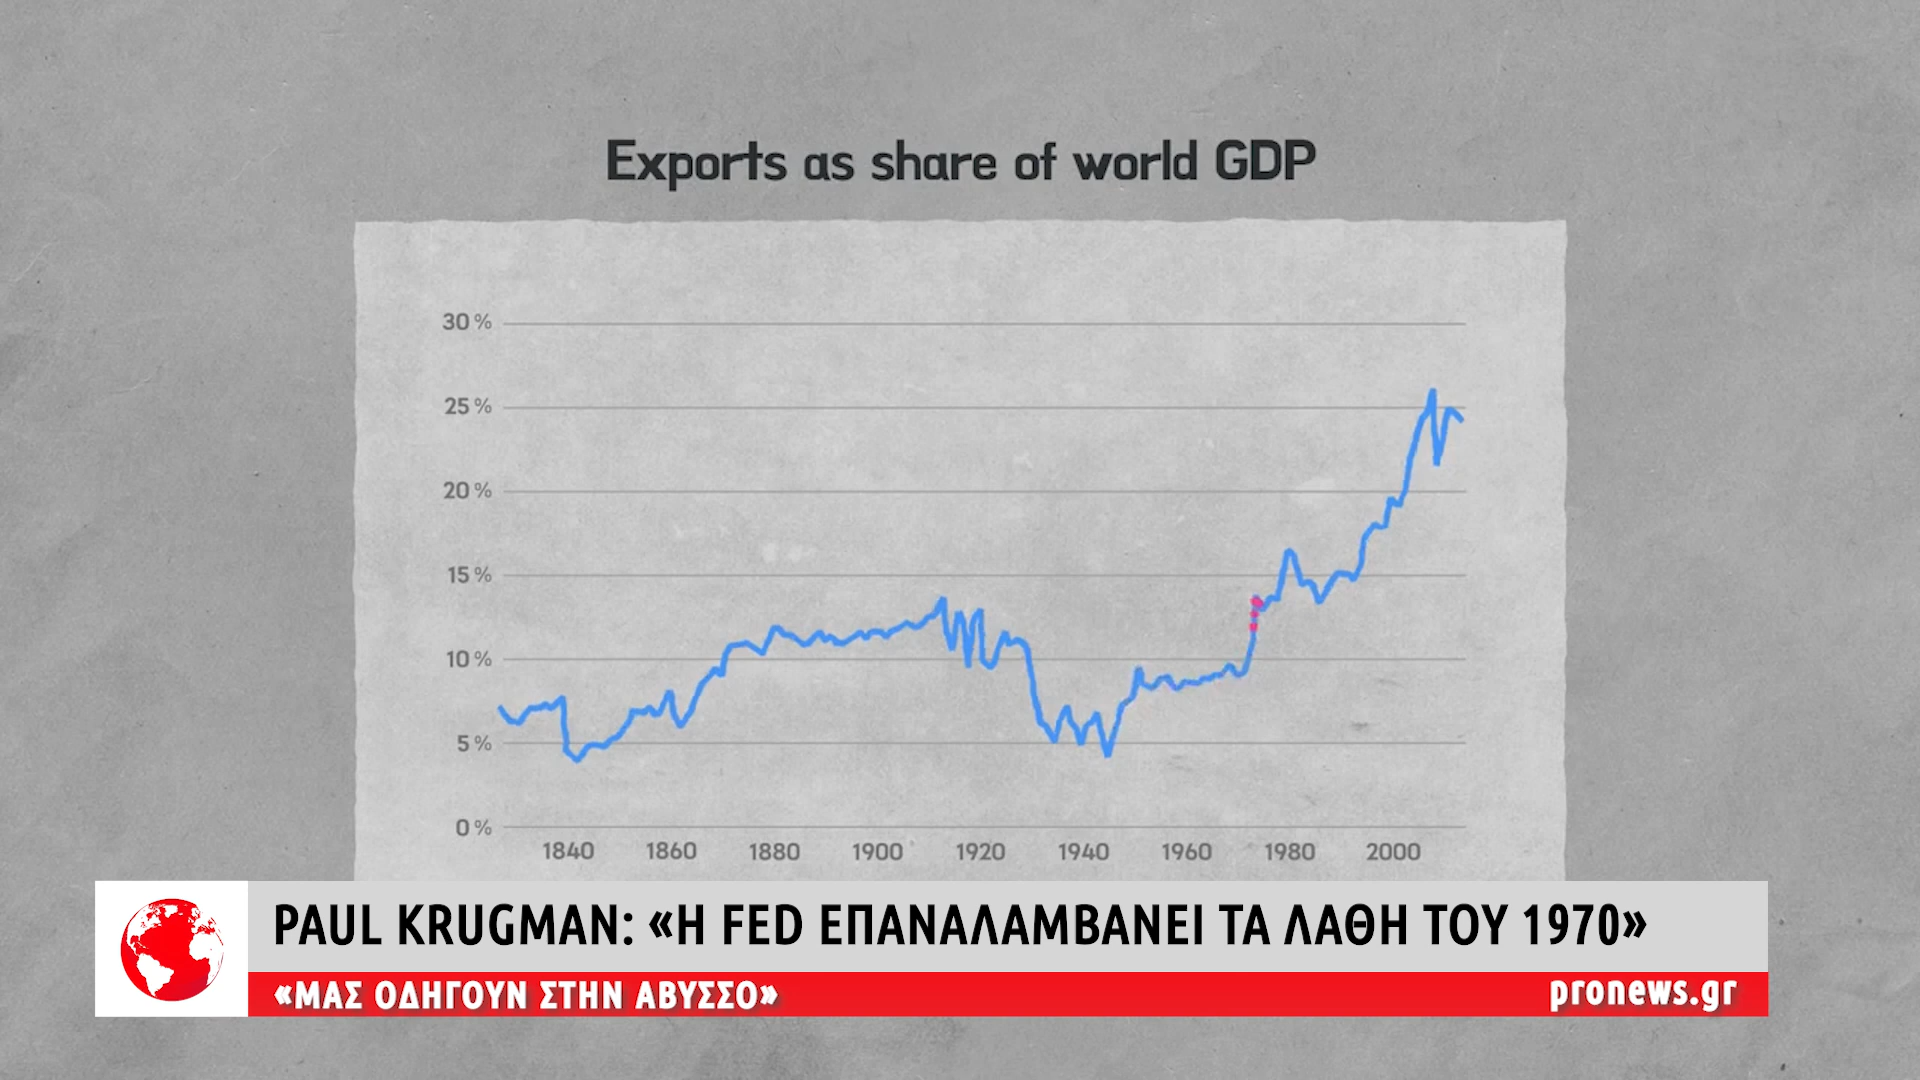 Exports as share of world GDP
30 %
25 %
20 %
15 %
10 %
5 %
0 %
1840 1860 1880 1900 1920 1940 1960 1980 2000
PAUL KRUGMAN: «Η FED ΕΠΑΝΑΛΑΜΒΑΝΕΙ ΤΑ ΛΑΘΗ ΤΟΥ 1970»
«ΜΑΣ ΟΔΗΓΟΥΝ ΣΤΗΝ ΑΒΥΣΣΟ»
pronews.gr